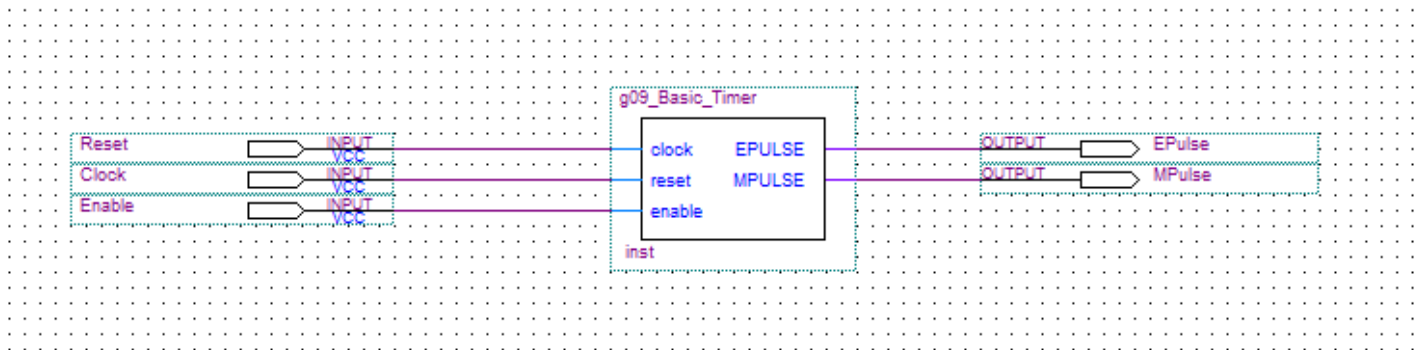 g09_Basic_Timer
Reset INPUT VCC clock EPULSE OUTPUT EPulse
Clock INPUT VCC reset MPULSE OUTPUT MPulse
Enable INPUT VCC enable
inst